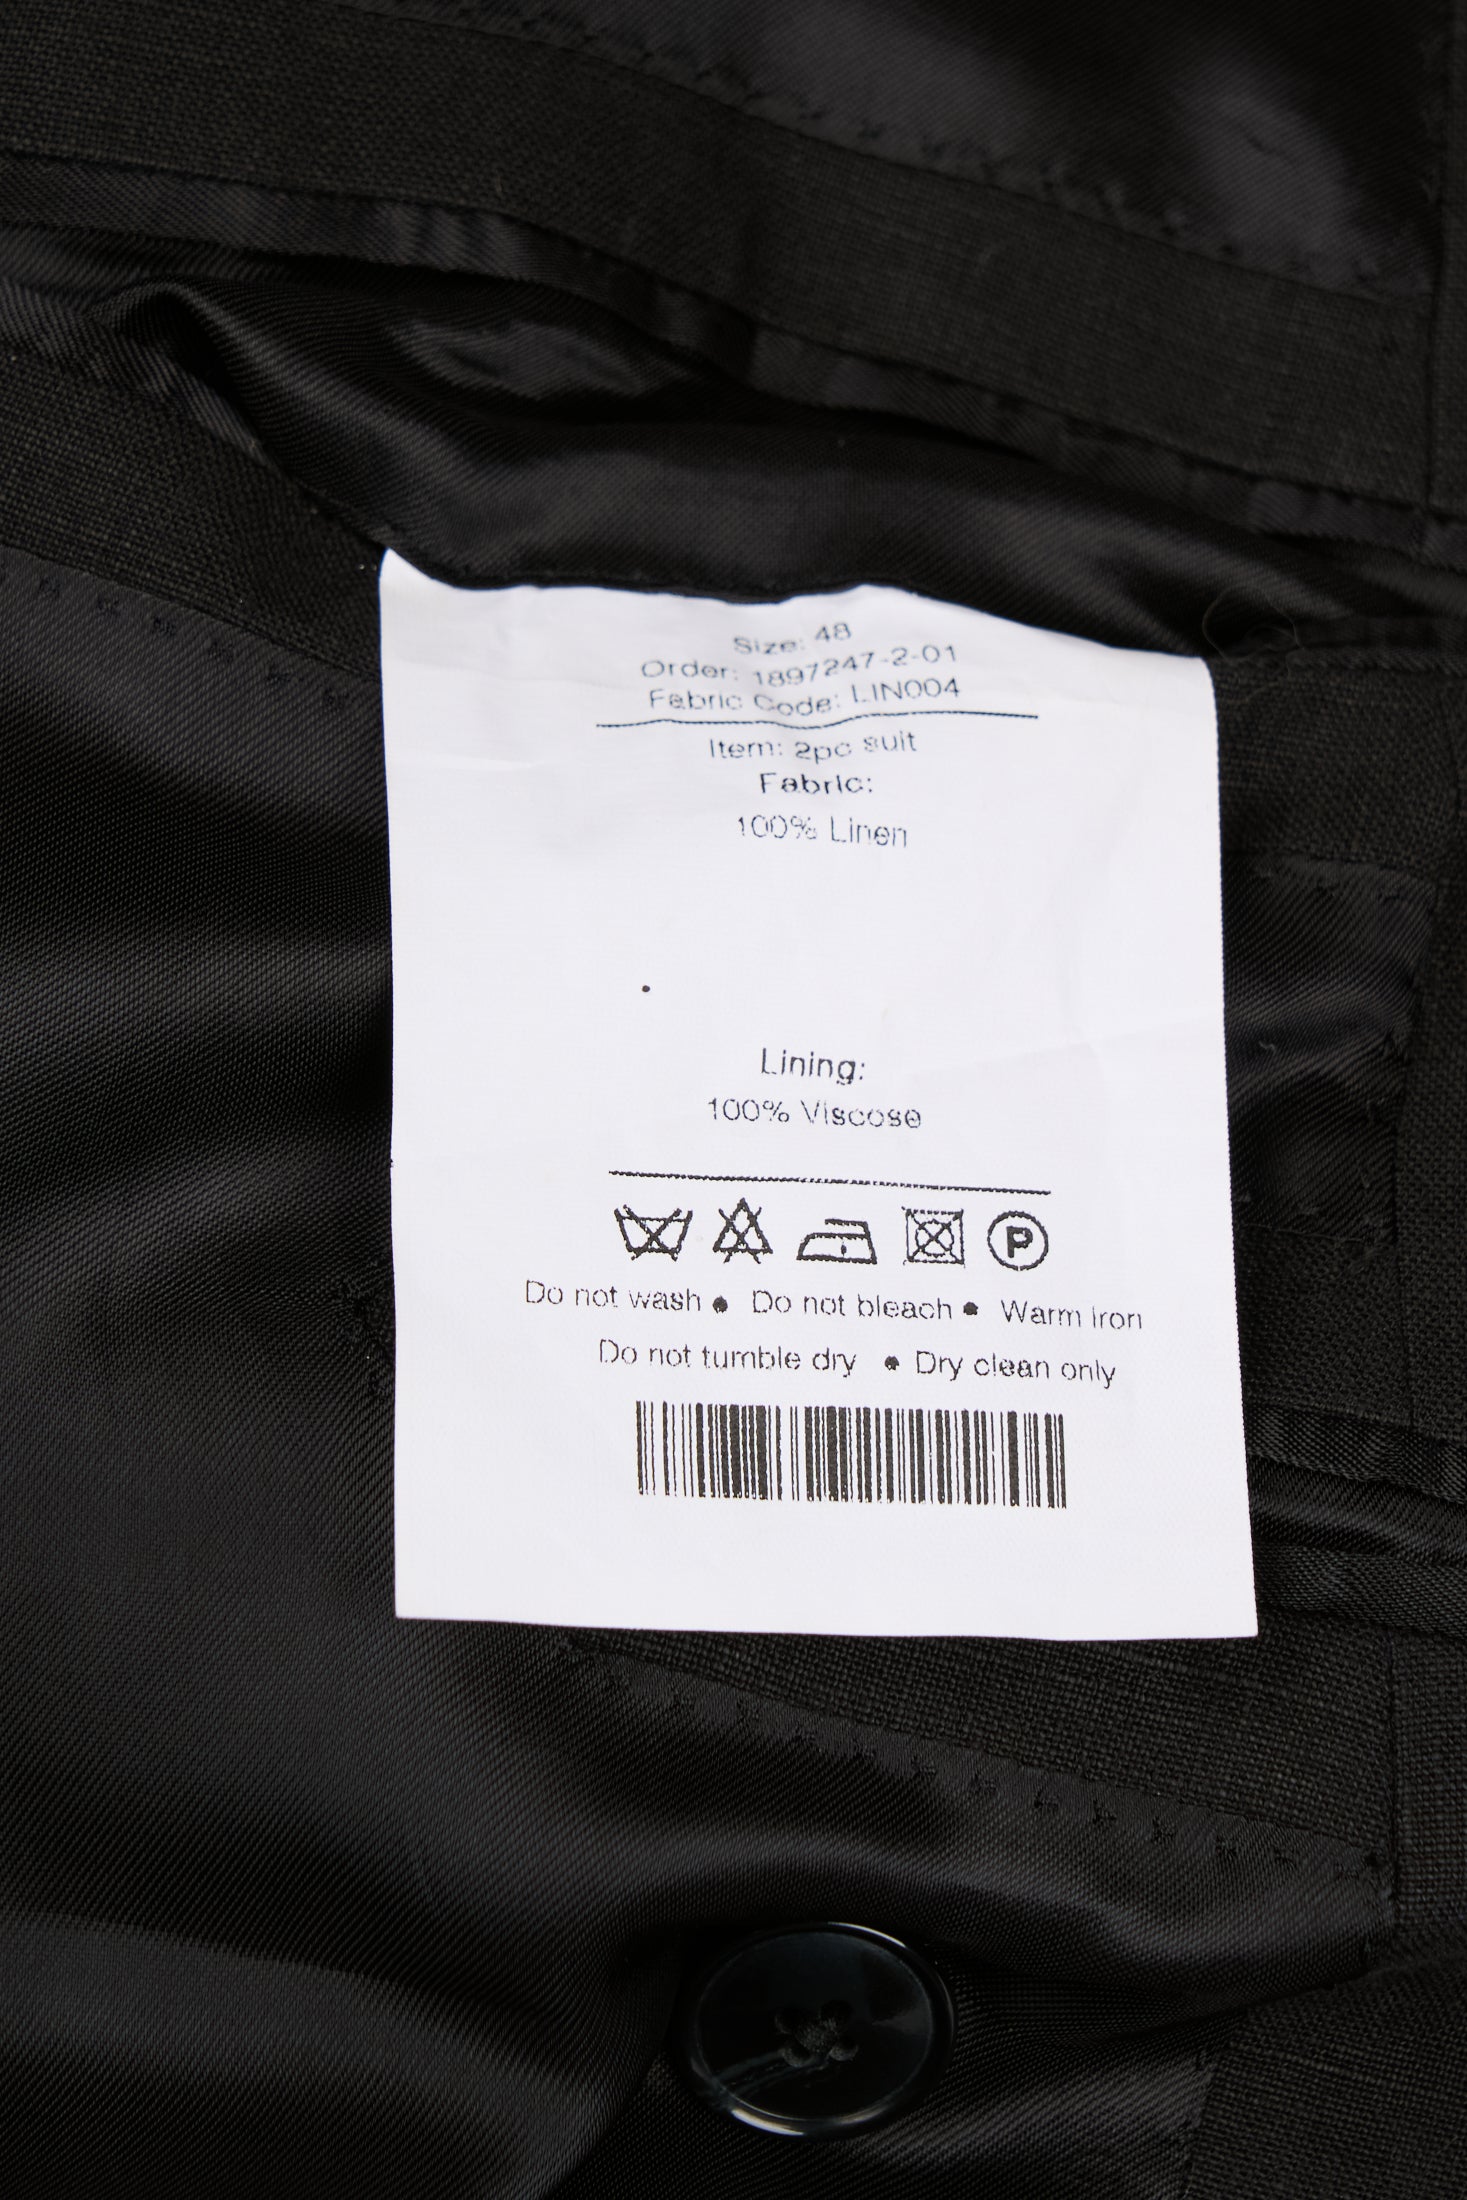 Size: 48
Order: 1897247-2-01
Fabric Code: LIN004
Item: 2pc suit
Fabric:
100% Linen
Lining:
100% Viscose
P
Do not wash • Do not bleach • Warm iron
Do not tumble dry • Dry clean only